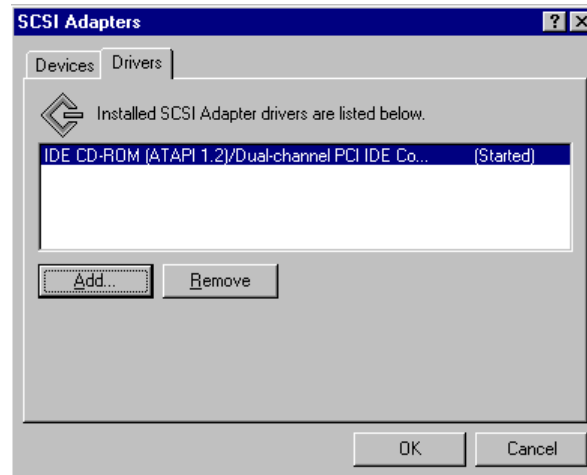 SCSI Adapters
Devices Drivers
Installed SCSI Adapter drivers are listed below.
IDE CD-ROM (ATAPI 1.2)/Dual-channel PCI IDE Co... (Started)
Add... Remove
OK Cancel